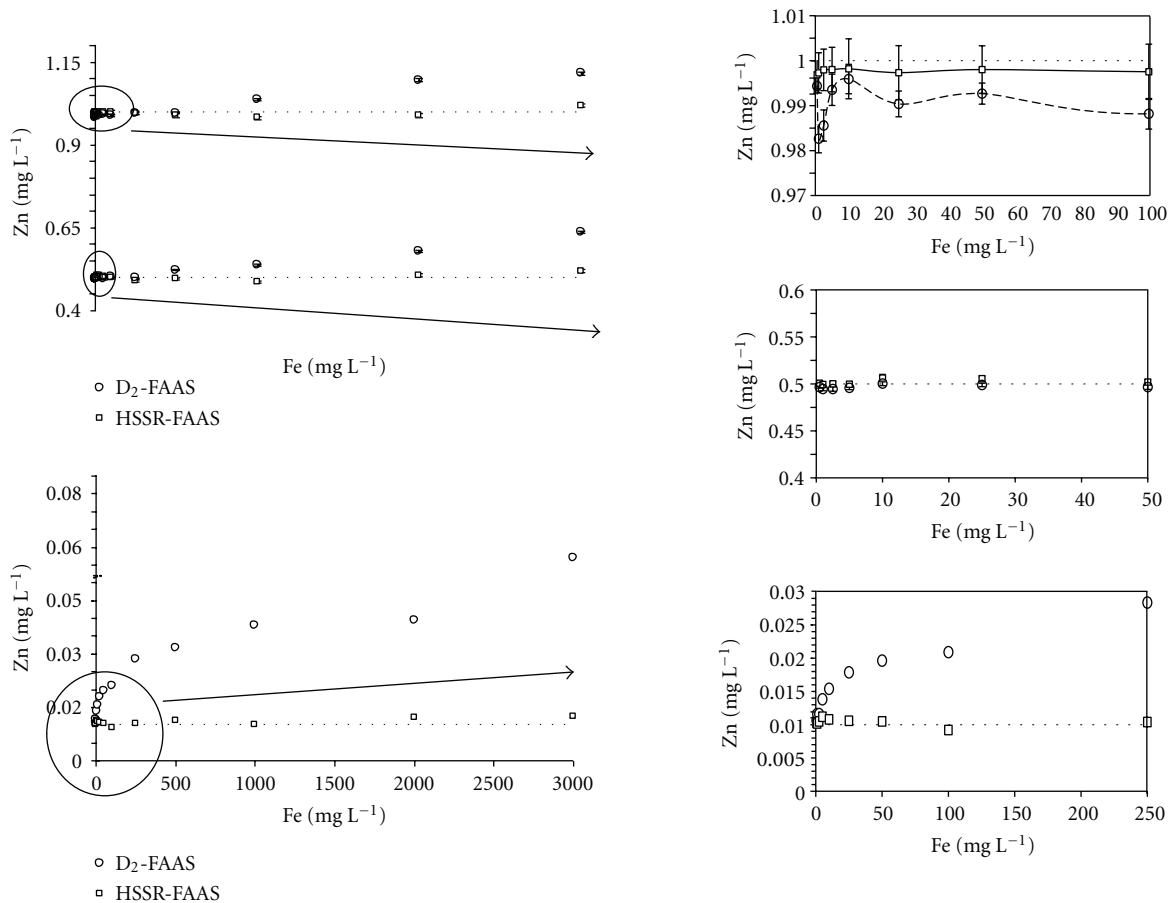 1.15
0.9
0.65
0.4
Zn (mg L−1)
Fe (mg L−1)
D2-FAAS
HSSR-FAAS
0.08
0.06
0.05
0.03
0.02
0
Zn (mg L−1)
0 500 1000 1500 2000 2500 3000
Fe (mg L−1)
D2-FAAS
HSSR-FAAS
1.01
1
0.99
0.98
0.97
Zn (mg L−1)
0 10 20 30 40 50 60 70 80 90 100
Fe (mg L−1)
0.6
0.55
0.5
0.45
0.4
Zn (mg L−1)
0 10 20 30 40 50
Fe (mg L−1)
0.03
0.025
0.02
0.015
0.01
0.005
0
Zn (mg L−1)
0 50 100 150 200 250
Fe (mg L−1)